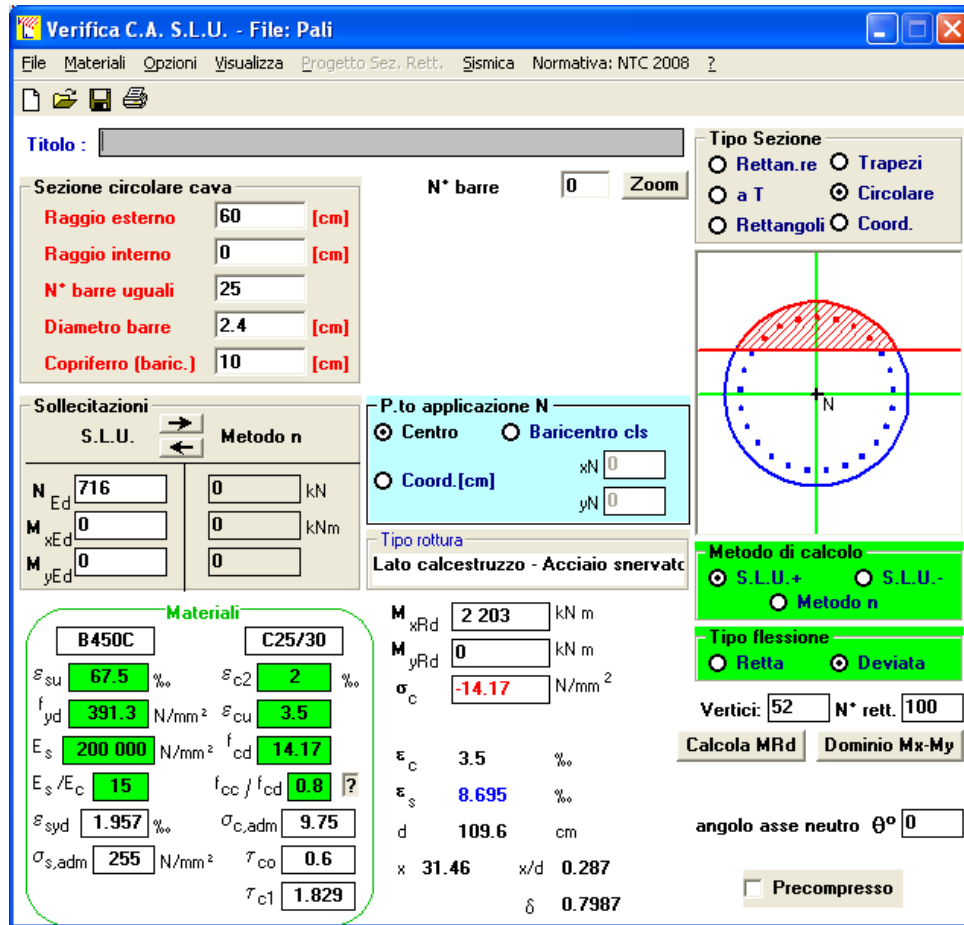 Verifica C.A. S.L.U. - File: Pali
File Materiali Opzioni Visualizza Progetto Sez. Rett. Sismica Normativa: NTC 2008 ?
Titolo :
Tipo Sezione
Rettan.re Trapezi
a T Circolare
Rettangoli Coord.
Sezione circolare cava
Raggio esterno 60 [cm]
Raggio interno 0 [cm]
N° barre uguali 25
Diametro barre 2.4 [cm]
Copriferro (baric.) 10 [cm]
N° barre 0 Zoom
N
Sollecitazioni
S.L.U. Metodo n
N Ed 716 0 kN
M xEd 0 0 kNm
M yEd 0 0
P.to applicazione N
Centro Baricentro cls
Coord.[cm] xN 0
yN 0
Tipo rottura
Lato calcestruzzo - Acciaio snervato
Metodo di calcolo
S.L.U.+ S.L.U.-
Metodo n
Tipo flessione
Retta Deviata
Materiali
B450C C25/30
εsu 67.5 ‰ εc2 2 ‰
fyd 391.3 N/mm² εcu 3.5
Es 200 000 N/mm² fcd 14.17
Es/Ec 15 fcc / fcd 0.8 ?
εsyd 1.957 ‰ σc,adm 9.75
σs,adm 255 N/mm² τco 0.6
τc1 1.829
M xRd 2 203 kN m
M yRd 0 kN m
σc -14.17 N/mm²
εc 3.5 ‰
εs 8.695 ‰
d 109.6 cm
x 31.46 x/d 0.287
δ 0.7987
Vertici: 52 N° rett. 100
Calcola MRd Dominio Mx-My
angolo asse neutro θ° 0
Precompresso